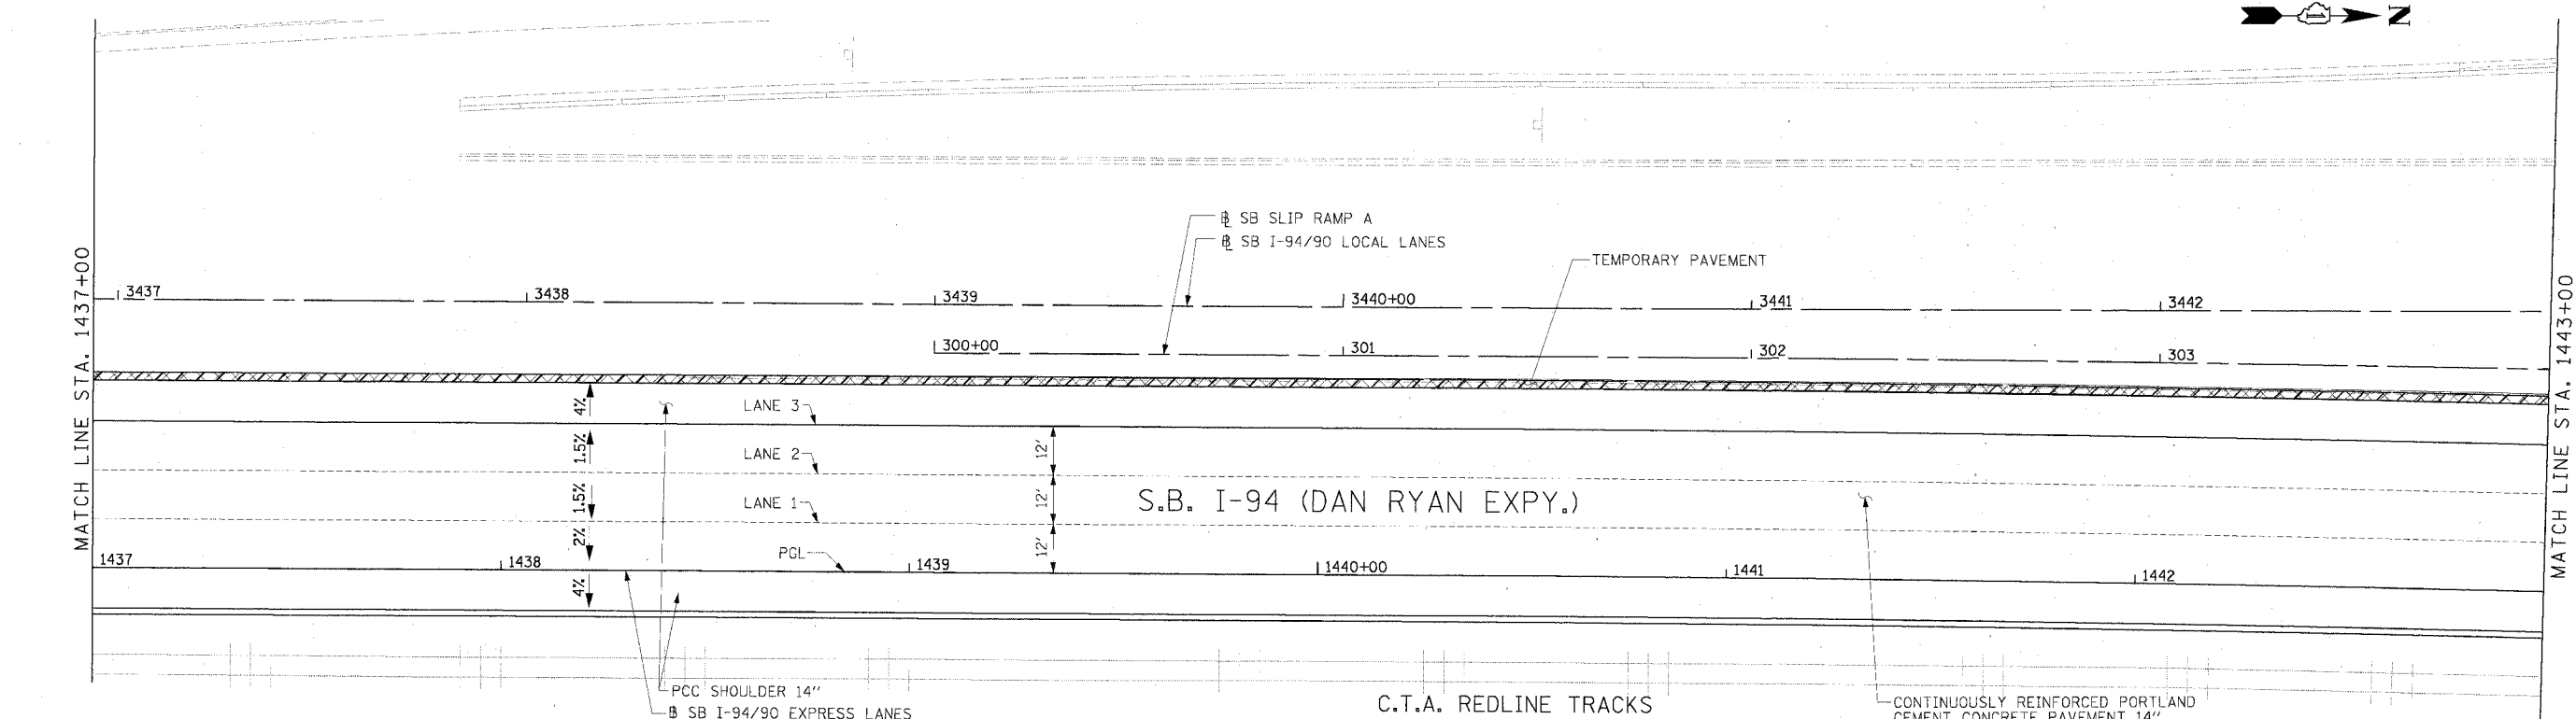 N
SB SLIP RAMP A
SB I-94/90 LOCAL LANES
TEMPORARY PAVEMENT
MATCH LINE STA. 1437+00
MATCH LINE STA. 1443+00
3437
3438
3439
3440+00
3441
3442
300+00
301
302
303
4%
LANE 3
1.5%
12'
LANE 2
1.5%
12'
S.B. I-94 (DAN RYAN EXPY.)
LANE 1
2%
12'
PGL
1437
1438
1439
1440+00
1441
1442
4%
PCC SHOULDER 14"
SB I-94/90 EXPRESS LANES
C.T.A. REDLINE TRACKS
CONTINUOUSLY REINFORCED PORTLAND
CEMENT CONCRETE PAVEMENT 14"